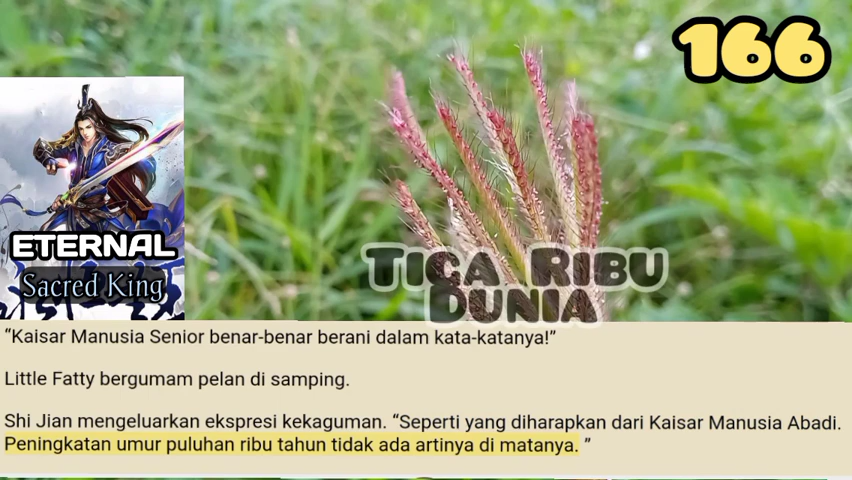 166
ETERNAL
Sacred King
TIGA RIBU
DUNIA
“Kaisar Manusia Senior benar-benar berani dalam kata-katanya!”
Little Fatty bergumam pelan di samping.
Shi Jian mengeluarkan ekspresi kekaguman. “Seperti yang diharapkan dari Kaisar Manusia Abadi.
Peningkatan umur puluhan ribu tahun tidak ada artinya di matanya. ”